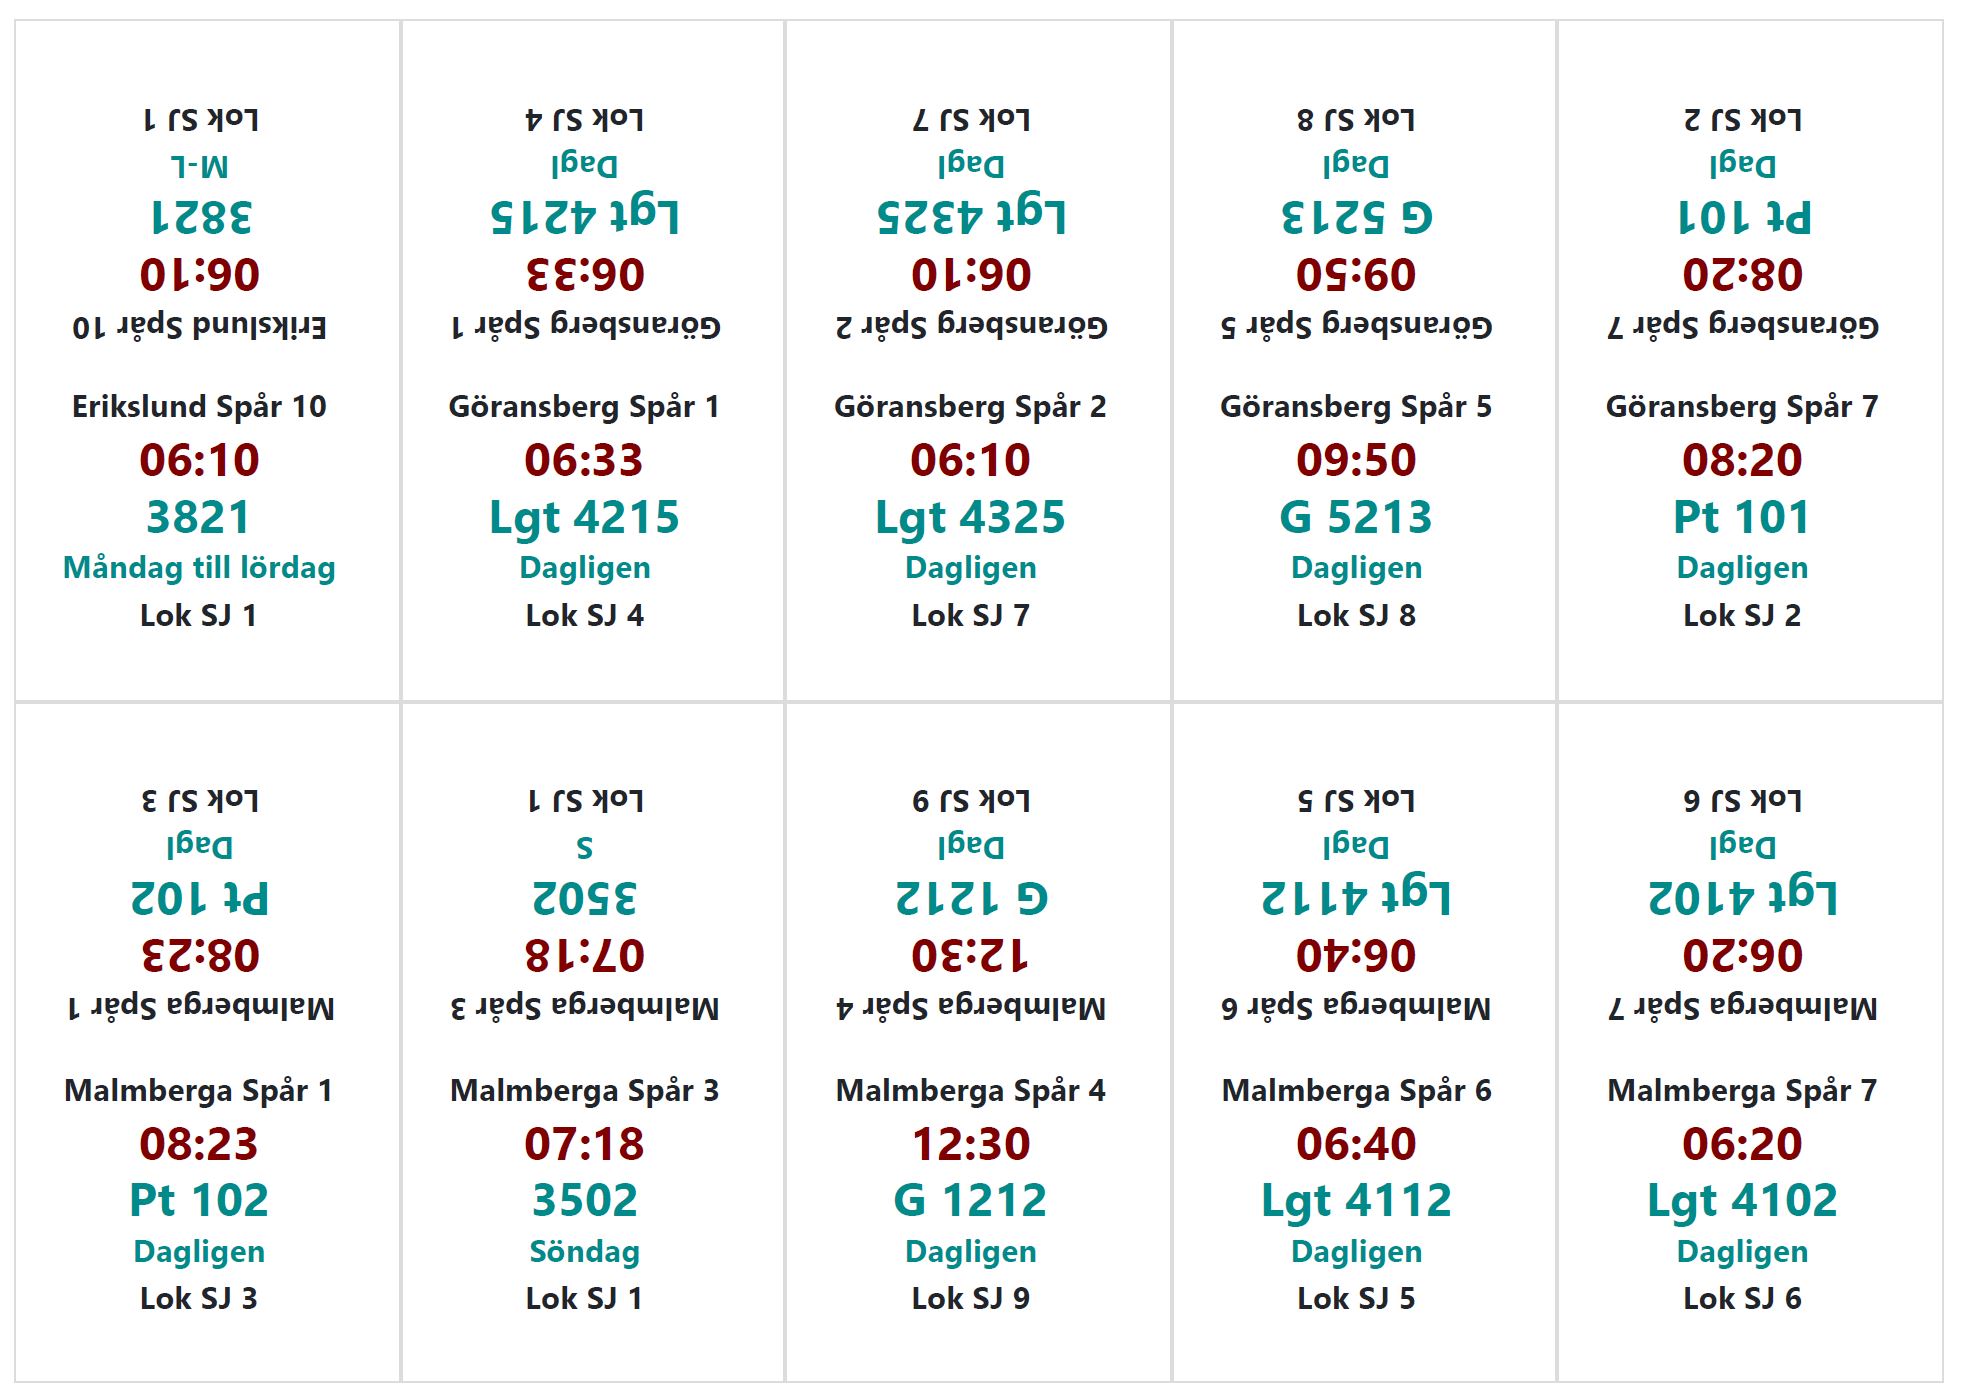 Lok SJ 1
M-L
3821
06:10
Erikslund Spår 10
Erikslund Spår 10
06:10
3821
Måndag till lördag
Lok SJ 1
Lok SJ 4
Dagl
Lgt 4215
06:33
Göransberg Spår 1
Göransberg Spår 1
06:33
Lgt 4215
Dagligen
Lok SJ 4
Lok SJ 7
Dagl
Lgt 4325
06:10
Göransberg Spår 2
Göransberg Spår 2
06:10
Lgt 4325
Dagligen
Lok SJ 7
Lok SJ 8
Dagl
G 5213
09:50
Göransberg Spår 5
Göransberg Spår 5
09:50
G 5213
Dagligen
Lok SJ 8
Lok SJ 2
Dagl
Pt 101
08:20
Göransberg Spår 7
Göransberg Spår 7
08:20
Pt 101
Dagligen
Lok SJ 2
Lok SJ 3
Dagl
Pt 102
08:23
Malmberga Spår 1
Malmberga Spår 1
08:23
Pt 102
Dagligen
Lok SJ 3
Lok SJ 1
S
3502
07:18
Malmberga Spår 3
Malmberga Spår 3
07:18
3502
Söndag
Lok SJ 1
Lok SJ 9
Dagl
G 1212
12:30
Malmberga Spår 4
Malmberga Spår 4
12:30
G 1212
Dagligen
Lok SJ 9
Lok SJ 5
Dagl
Lgt 4112
06:40
Malmberga Spår 6
Malmberga Spår 6
06:40
Lgt 4112
Dagligen
Lok SJ 5
Lok SJ 6
Dagl
Lgt 4102
06:20
Malmberga Spår 7
Malmberga Spår 7
06:20
Lgt 4102
Dagligen
Lok SJ 6